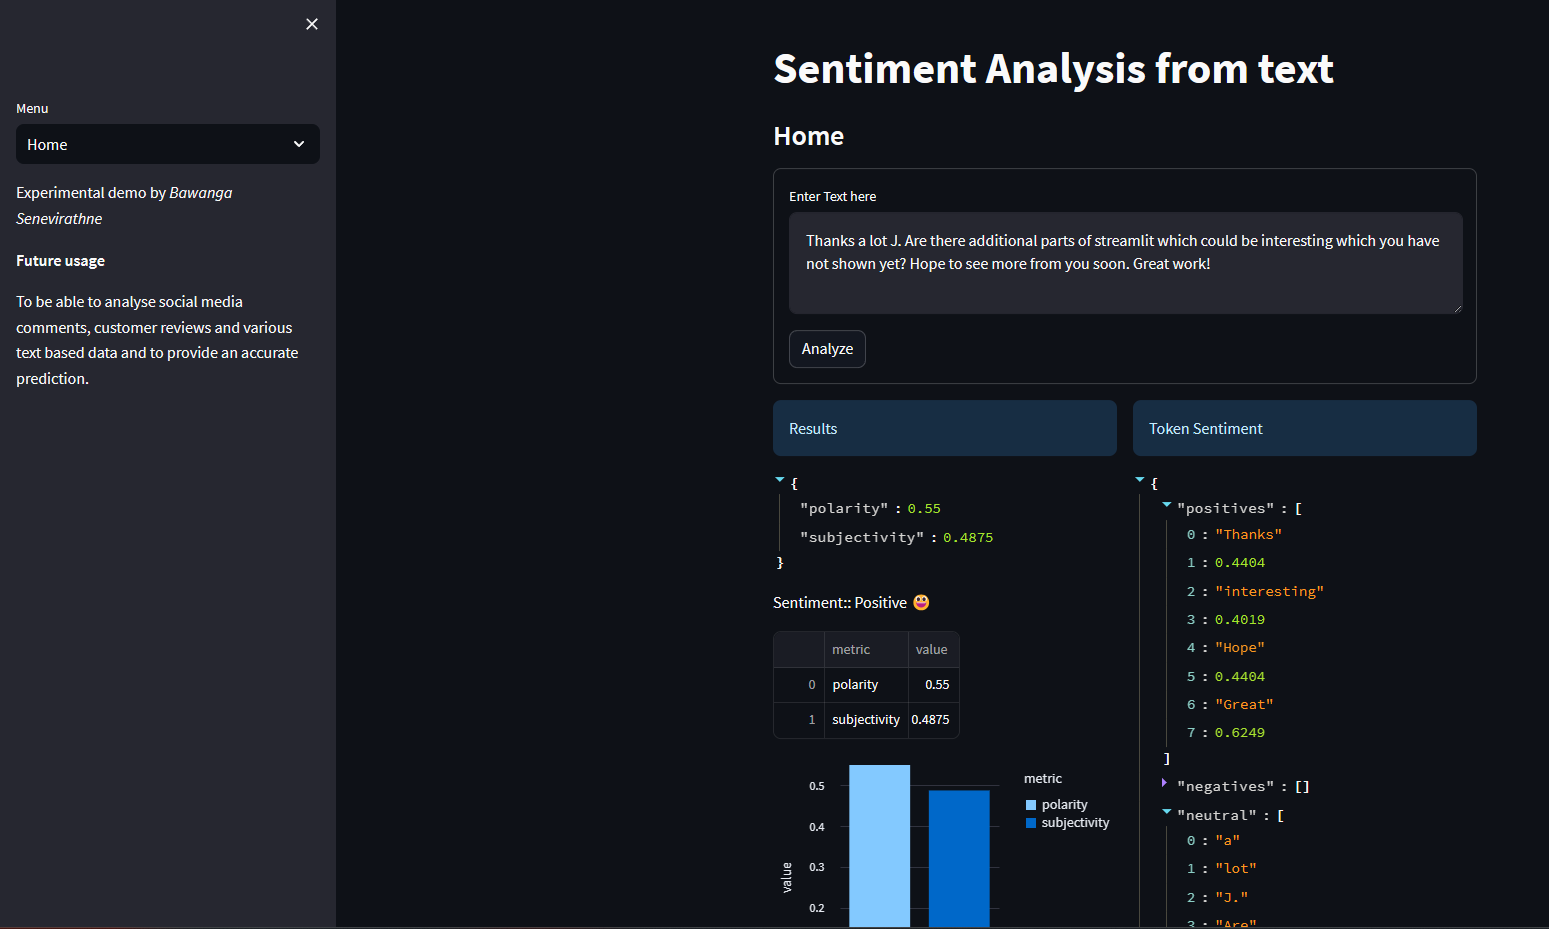 Menu
Home
Experimental demo by Bawanga
Senevirathne
Future usage
To be able to analyse social media
comments, customer reviews and various
text based data and to provide an accurate
prediction.
Sentiment Analysis from text
Home
Enter Text here
Thanks a lot J. Are there additional parts of streamlit which could be interesting which you have
not shown yet? Hope to see more from you soon. Great work!
Analyze
Results
{
"polarity" : 0.55
"subjectivity" : 0.4875
}
Sentiment:: Positive 😃
metric value
0 polarity 0.55
1 subjectivity 0.4875
0.5
0.4
0.3
0.2
value
metric
polarity
subjectivity
Token Sentiment
{
"positives" : [
0 : "Thanks"
1 : 0.4404
2 : "interesting"
3 : 0.4019
4 : "Hope"
5 : 0.4404
6 : "Great"
7 : 0.6249
]
"negatives" : []
"neutral" : [
0 : "a"
1 : "lot"
2 : "J."
3 : "Are"